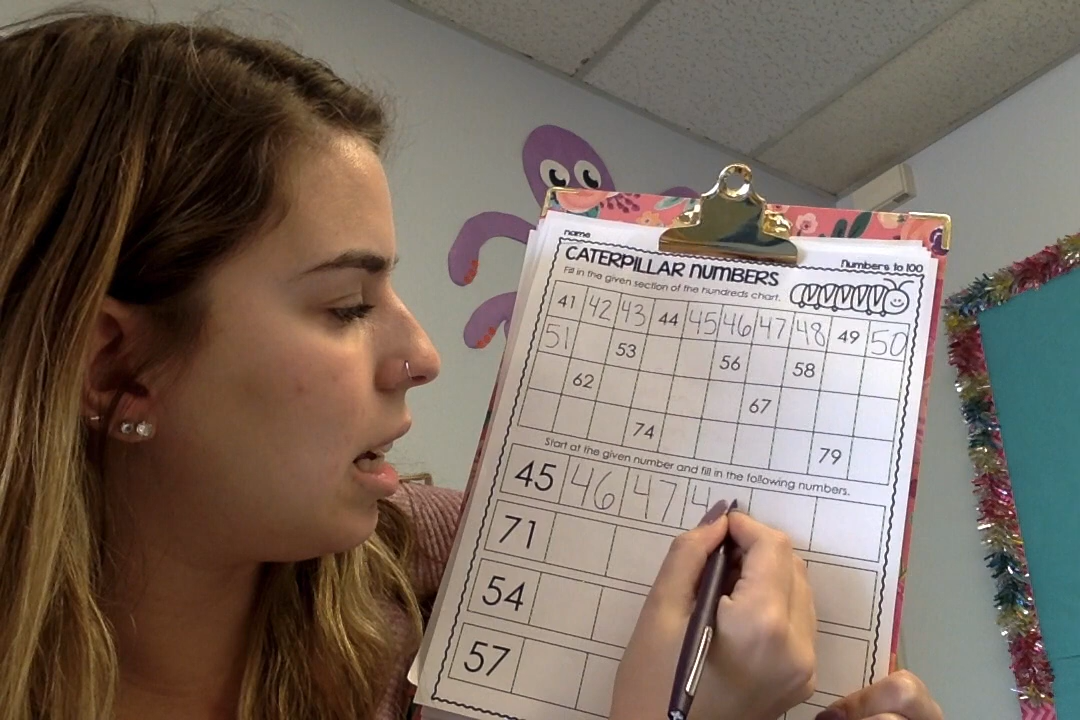 name
Numbers to 100
CATERPILLAR NUMBERS
Fill in the given section of the hundreds chart.
41 42 43 44 45 46 47 48 49 50
51 53 56 58
62 67
74 79
Start at the given number and fill in the following numbers.
45 46 47 4
71
54
57